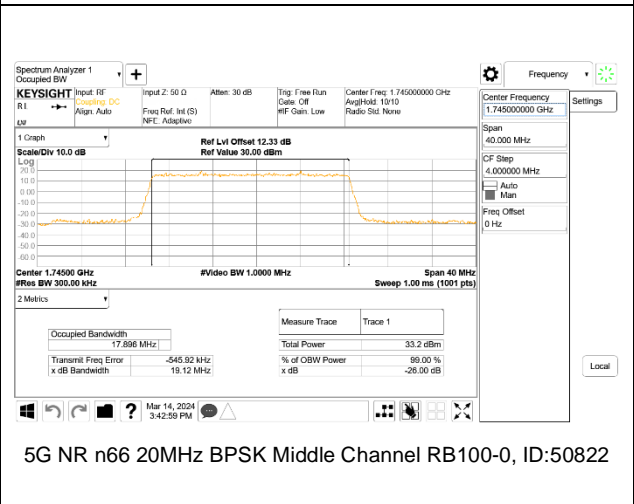 Spectrum Analyzer 1
Occupied BW
Frequency
KEYSIGHT
Input: RF
Coupling: DC
Align: Auto
Input Z: 50 Ω
Freq Ref: Int (S)
NFE: Adaptive
Atten: 30 dB
Trig: Free Run
Gate: Off
#IF Gain: Low
Center Freq: 1.745000000 GHz
Avg|Hold: 10/10
Radio Std: None
Center Frequency
1.745000000 GHz
Settings
Span
40.000 MHz
CF Step
4.000000 MHz
Auto
Man
Freq Offset
0 Hz
1 Graph
Scale/Div 10.0 dB
Ref Lvl Offset 12.33 dB
Ref Value 30.00 dBm
Log
20.0
10.0
0.00
-10.0
-20.0
-30.0
-40.0
-50.0
-60.0
Center 1.74500 GHz
#Video BW 1.0000 MHz
Span 40 MHz
#Res BW 300.00 kHz
Sweep 1.00 ms (1001 pts)
2 Metrics
Measure Trace
Trace 1
Occupied Bandwidth
17.896 MHz
Total Power
33.2 dBm
Transmit Freq Error
-545.92 kHz
% of OBW Power
99.00 %
x dB Bandwidth
19.12 MHz
x dB
-26.00 dB
Local
Mar 14, 2024
3:42:59 PM
5G NR n66 20MHz BPSK Middle Channel RB100-0, ID:50822